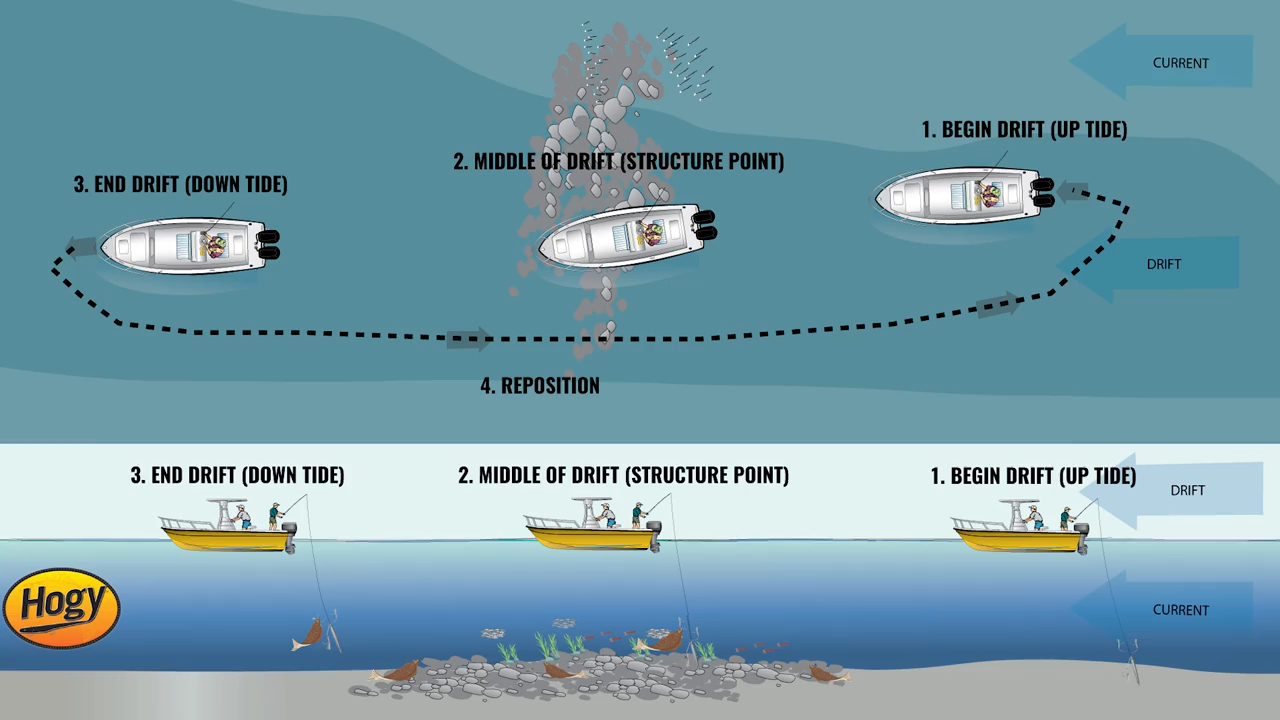 CURRENT
1. BEGIN DRIFT (UP TIDE)
2. MIDDLE OF DRIFT (STRUCTURE POINT)
3. END DRIFT (DOWN TIDE)
DRIFT
4. REPOSITION
3. END DRIFT (DOWN TIDE)
2. MIDDLE OF DRIFT (STRUCTURE POINT)
1. BEGIN DRIFT (UP TIDE)
DRIFT
Hogy
CURRENT